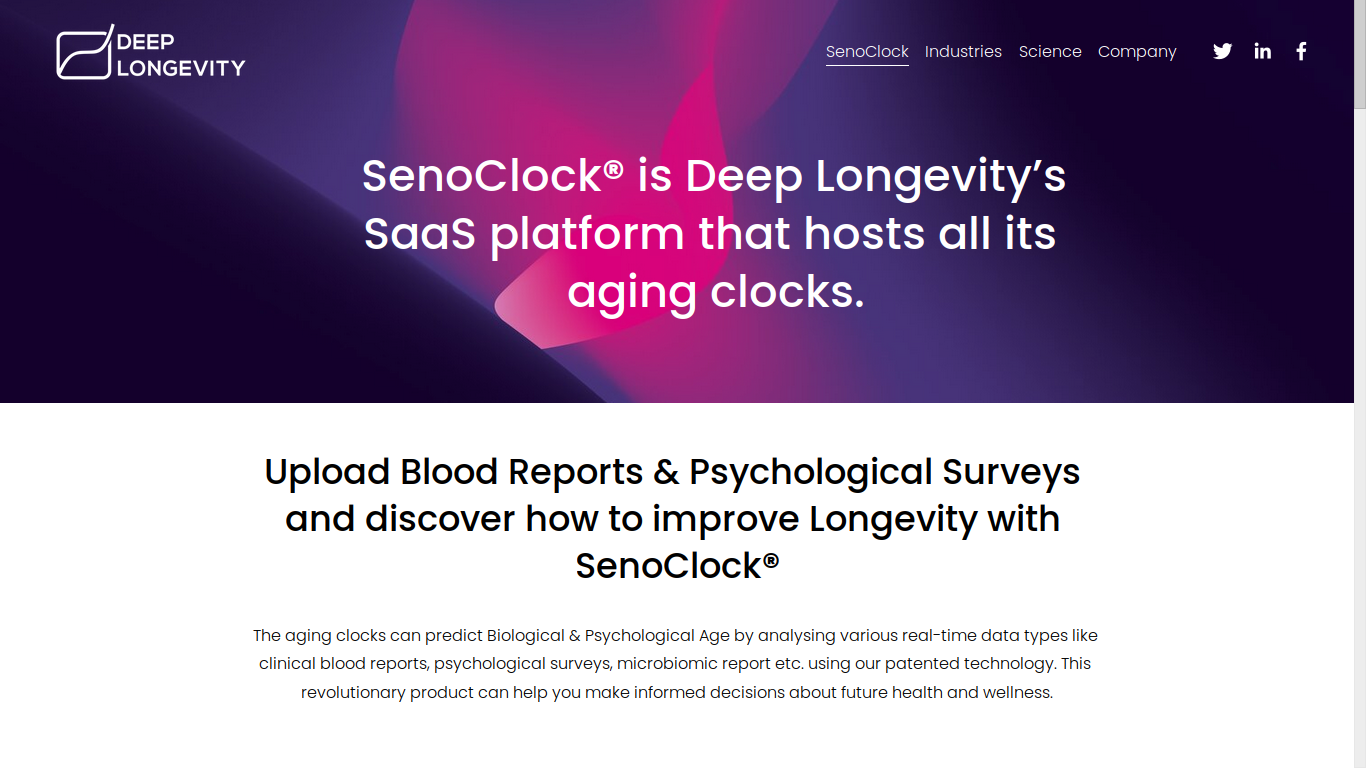 DEEP
LONGEVITY
SenoClock Industries Science Company
SenoClock® is Deep Longevity’s
SaaS platform that hosts all its
aging clocks.
Upload Blood Reports & Psychological Surveys
and discover how to improve Longevity with
SenoClock®
The aging clocks can predict Biological & Psychological Age by analysing various real-time data types like
clinical blood reports, psychological surveys, microbiomic report etc. using our patented technology. This
revolutionary product can help you make informed decisions about future health and wellness.